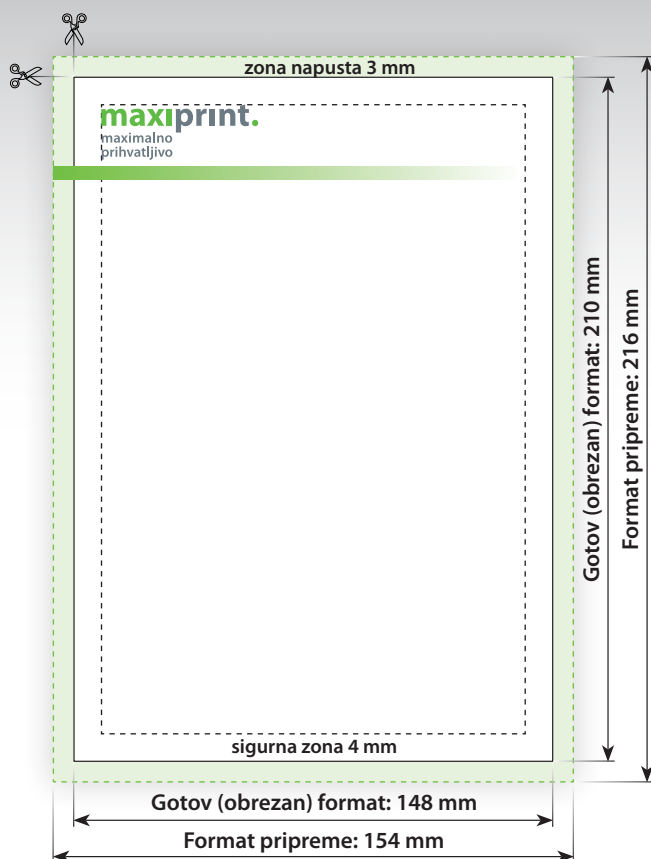 zona napusta 3 mm
maxiprint.
maximalno
prihvatljivo
Gotov (obrezan) format: 210 mm
Format pripreme: 216 mm
sigurna zona 4 mm
Gotov (obrezan) format: 148 mm
Format pripreme: 154 mm